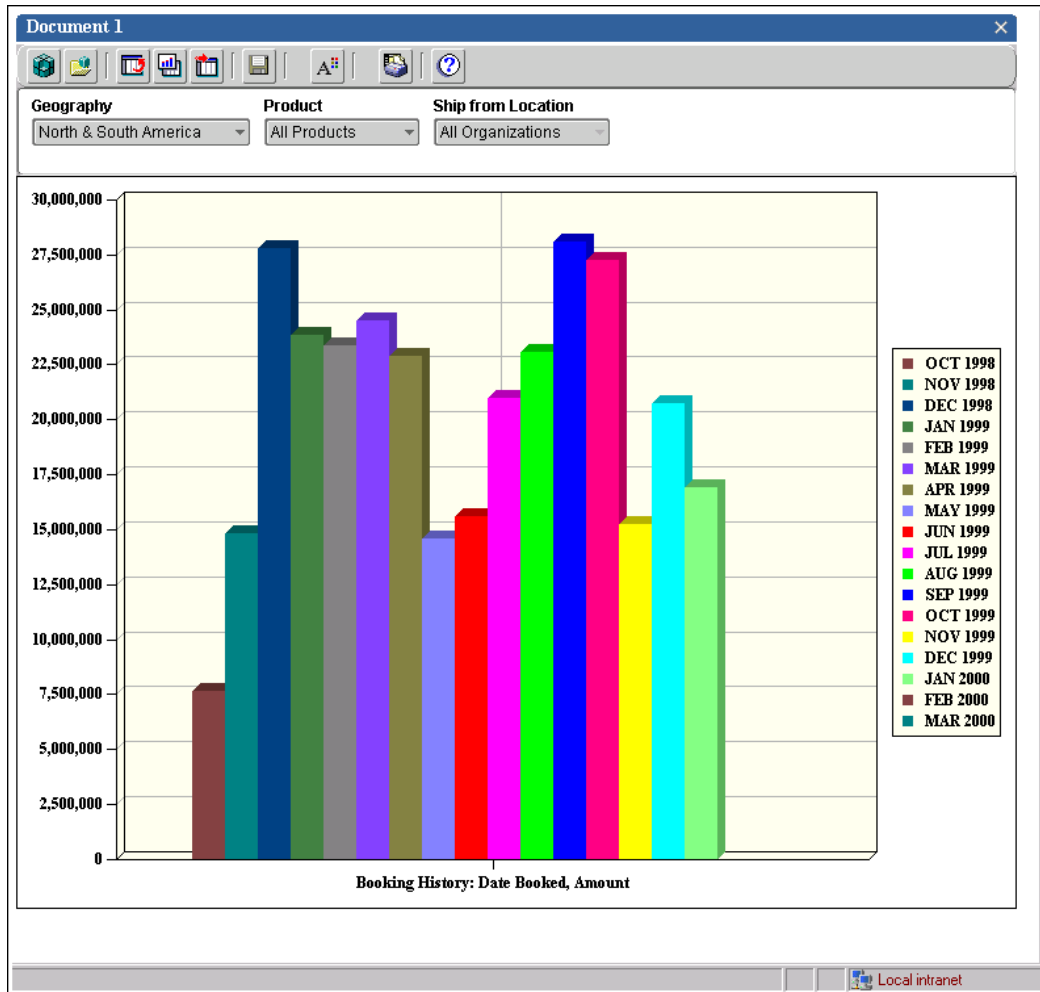 Document 1
A
?
Geography Product Ship from Location
North & South America All Products All Organizations
30,000,000
27,500,000
25,000,000
22,500,000
20,000,000
17,500,000
15,000,000
12,500,000
10,000,000
7,500,000
5,000,000
2,500,000
0
OCT 1998
NOV 1998
DEC 1998
JAN 1999
FEB 1999
MAR 1999
APR 1999
MAY 1999
JUN 1999
JUL 1999
AUG 1999
SEP 1999
OCT 1999
NOV 1999
DEC 1999
JAN 2000
FEB 2000
MAR 2000
Booking History: Date Booked, Amount
Local intranet